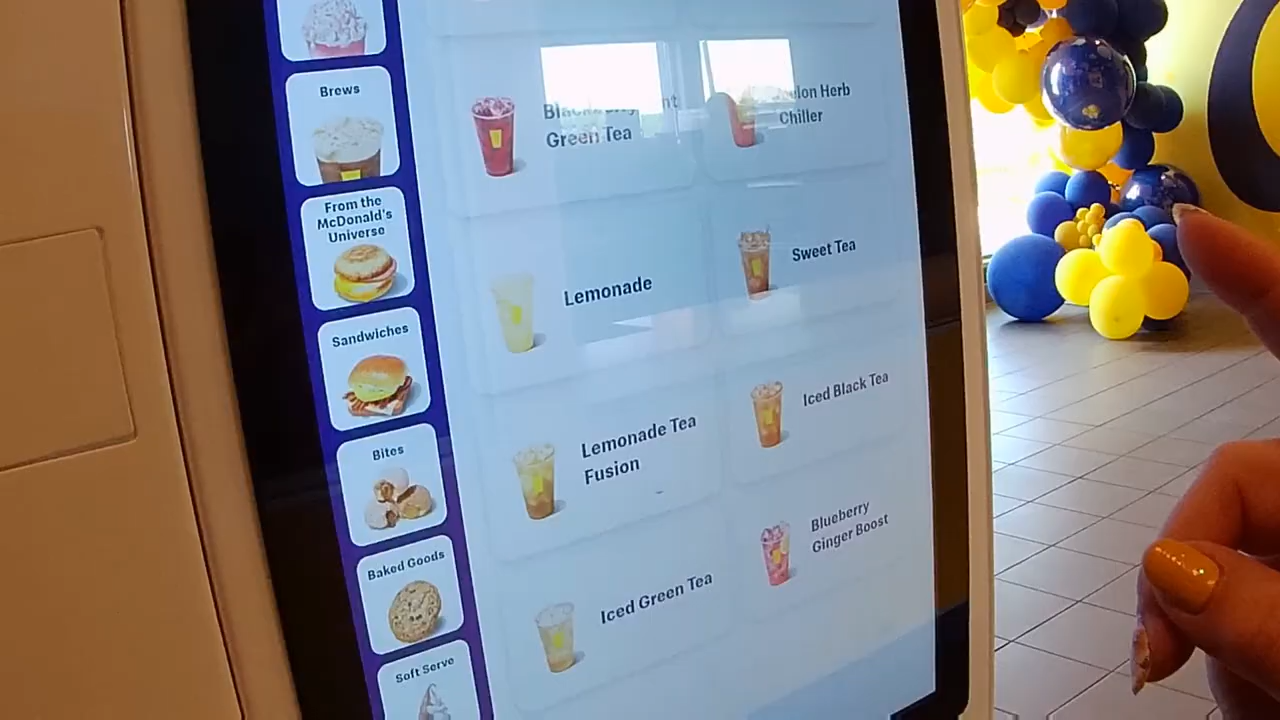 Brews
From the
McDonald's
Universe
Sandwiches
Bites
Baked Goods
Soft Serve
Green Tea
Herb
Chiller
Lemonade
Sweet Tea
Lemonade Tea
Fusion
Iced Black Tea
Iced Green Tea
Blueberry
Ginger Boost